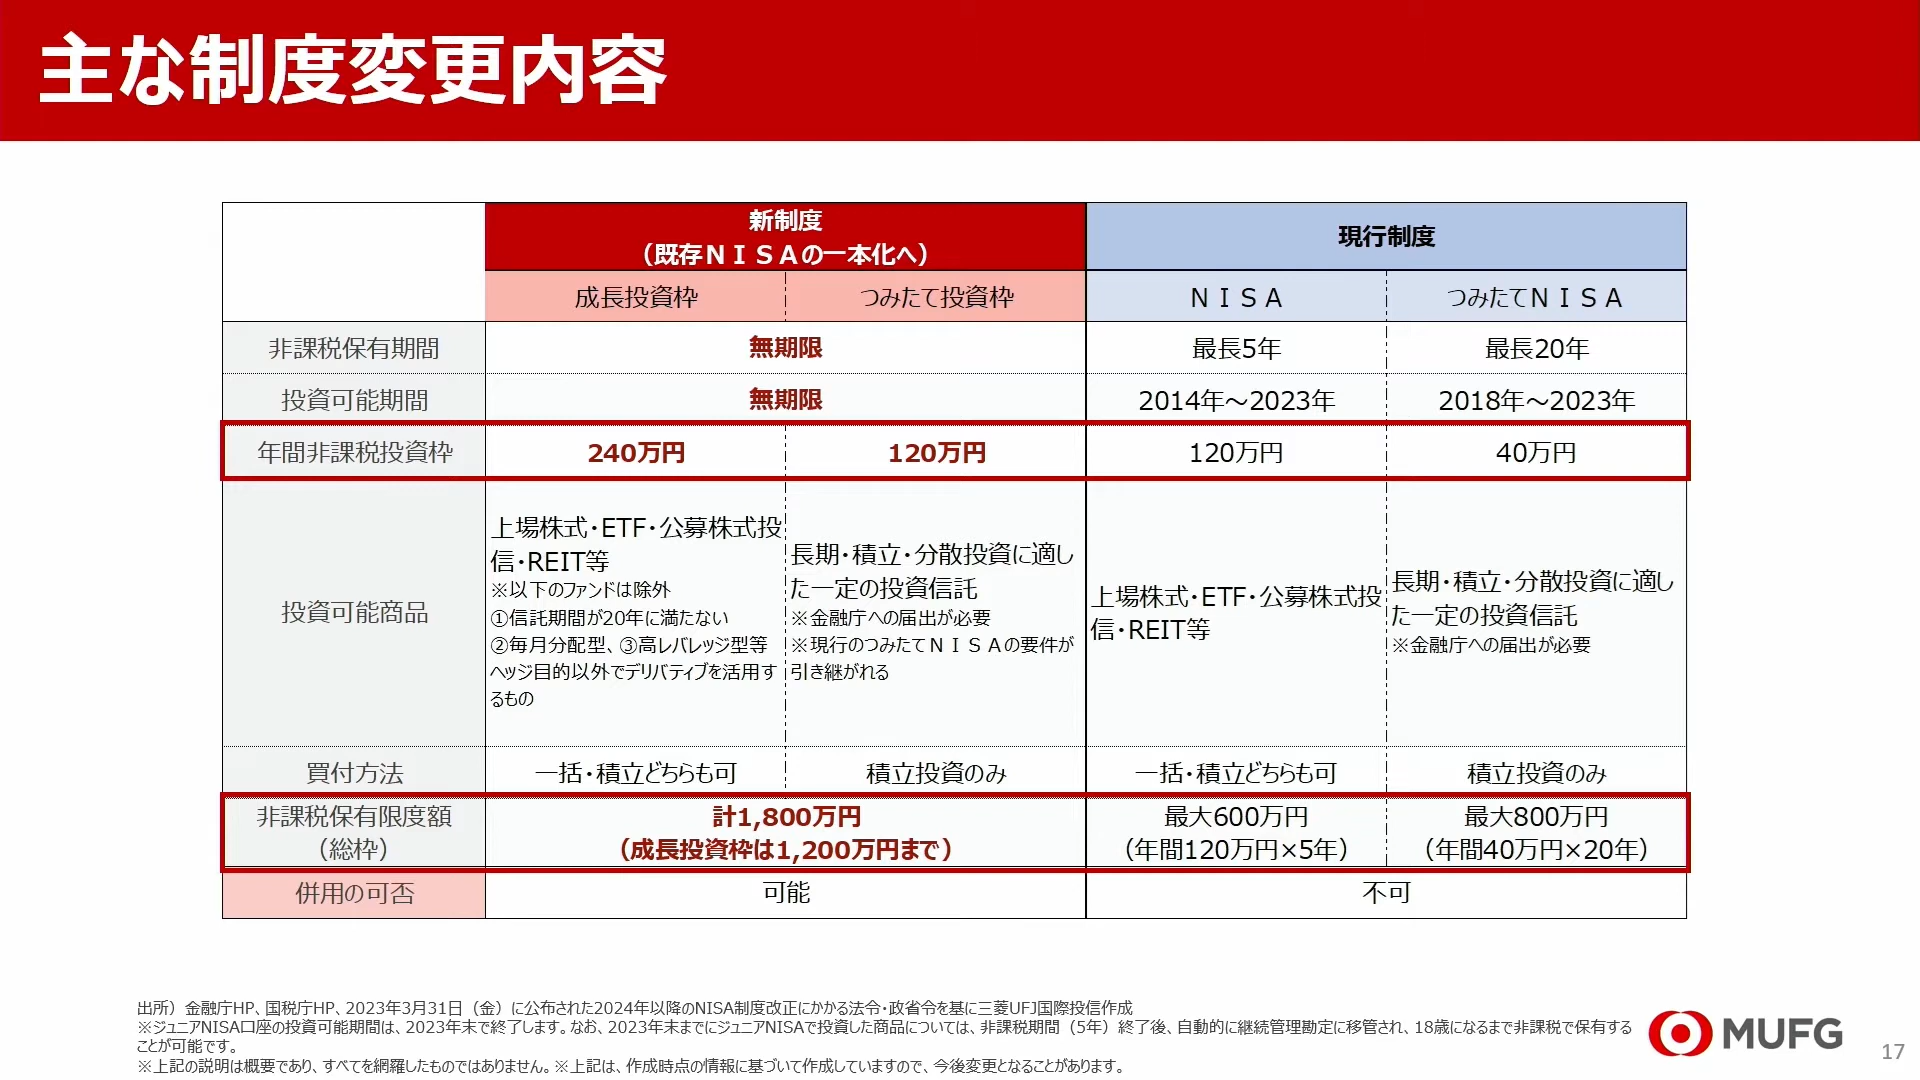 主な制度変更内容
新制度
（既存ＮＩＳＡの一本化へ）
現行制度
成長投資枠
つみたて投資枠
ＮＩＳＡ
つみたてＮＩＳＡ
非課税保有期間
無期限
最長5年
最長20年
投資可能期間
無期限
2014年～2023年
2018年～2023年
年間非課税投資枠
240万円
120万円
120万円
40万円
投資可能商品
上場株式・ETF・公募株式投
信・REIT等
※以下のファンドは除外
①信託期間が20年に満たない
②毎月分配型、③高レバレッジ型等
ヘッジ目的以外でデリバティブを活用す
るもの
長期・積立・分散投資に適し
た一定の投資信託
※金融庁への届出が必要
※現行のつみたてＮＩＳＡの要件が
引き継がれる
上場株式・ETF・公募株式投
信・REIT等
長期・積立・分散投資に適し
た一定の投資信託
※金融庁への届出が必要
買付方法
一括・積立どちらも可
積立投資のみ
一括・積立どちらも可
積立投資のみ
非課税保有限度額
（総枠）
計1,800万円
（成長投資枠は1,200万円まで）
最大600万円
（年間120万円×5年）
最大800万円
（年間40万円×20年）
併用の可否
可能
不可
出所）金融庁HP、国税庁HP、2023年3月31日（金）に公布された2024年以降のNISA制度改正にかかる法令・政省令を基に三菱UFJ国際投信作成
※ジュニアNISA口座の投資可能期間は、2023年末で終了します。なお、2023年末までにジュニアNISAで投資した商品については、非課税期間（5年）終了後、自動的に継続管理勘定に移管され、18歳になるまで非課税で保有する
ことが可能です。
※上記の説明は概要であり、すべてを網羅したものではありません。※上記は、作成時点の情報に基づいて作成していますので、今後変更となることがあります。
MUFG
17